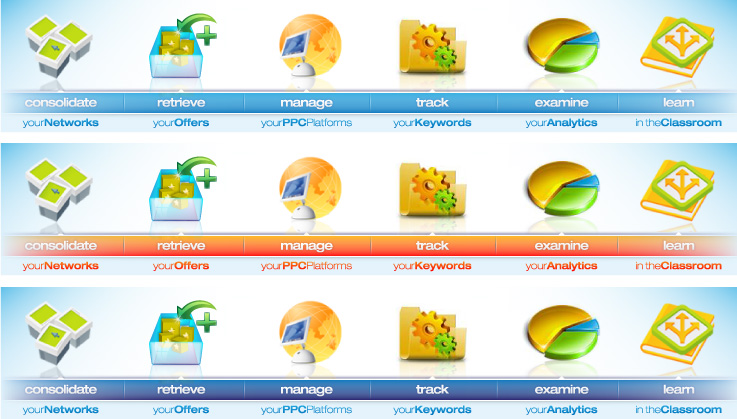 consolidate retrieve manage track examine learn
yourNetworks yourOffers yourPPCPlatforms yourKeywords yourAnalytics in theClassroom
consolidate retrieve manage track examine learn
yourNetworks yourOffers yourPPCPlatforms yourKeywords yourAnalytics in theClassroom
consolidate retrieve manage track examine learn
yourNetworks yourOffers yourPPCPlatforms yourKeywords yourAnalytics in theClassroom